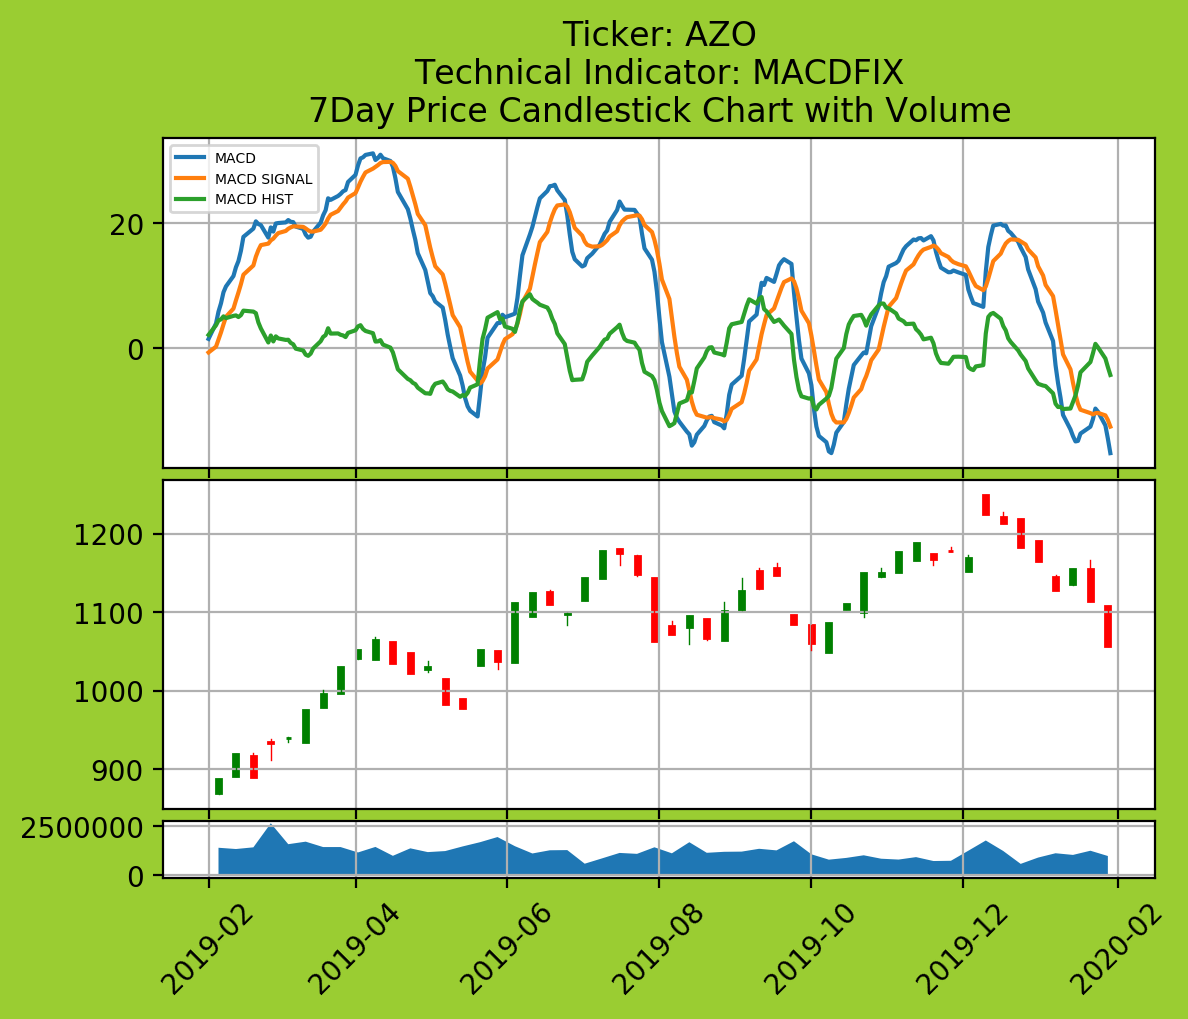 Ticker: AZO
Technical Indicator: MACDFIX
7Day Price Candlestick Chart with Volume
MACD
MACD SIGNAL
MACD HIST
20
0
1200
1100
1000
900
2500000
0
2019-02
2019-04
2019-06
2019-08
2019-10
2019-12
2020-02